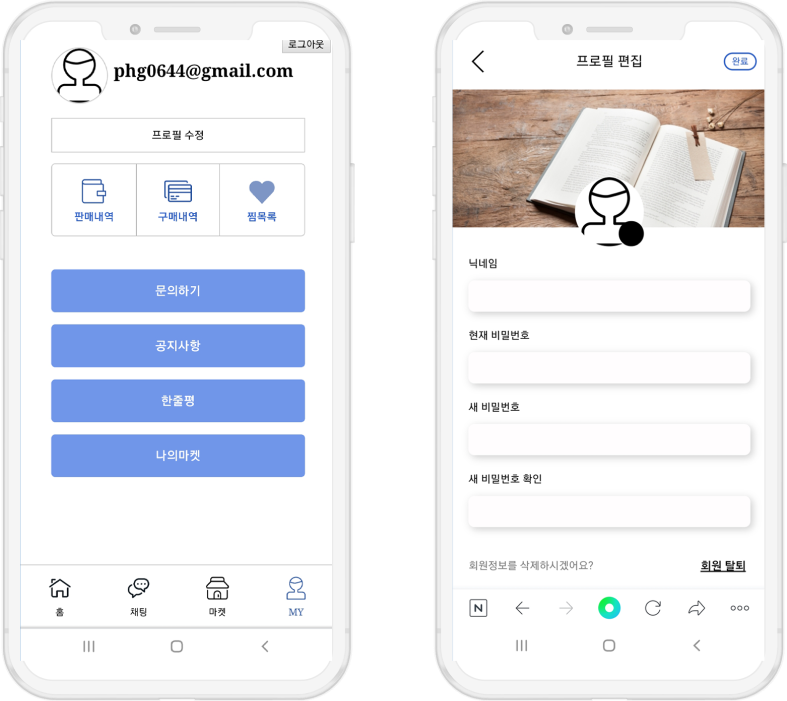 로그아웃
phg0644@gmail.com
프로필 수정
판매내역
구매내역
찜목록
문의하기
공지사항
한줄평
나의마켓
홈
채팅
마켓
MY
프로필 편집
완료
닉네임
현재 비밀번호
새 비밀번호
새 비밀번호 확인
회원정보를 삭제하시겠어요?
회원 탈퇴
N